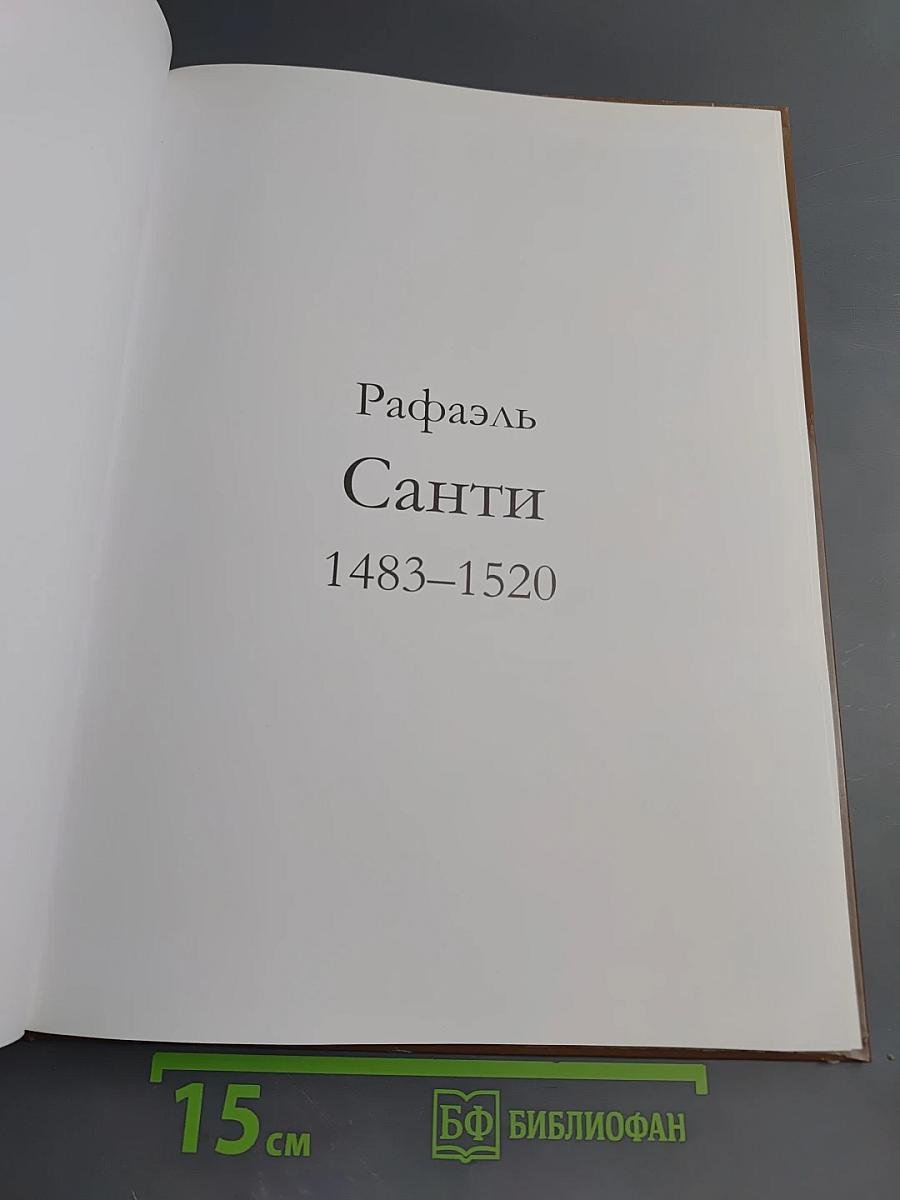 Рафаэль
Санти
1483–1520
15 см
БФ БИБЛИОФАН